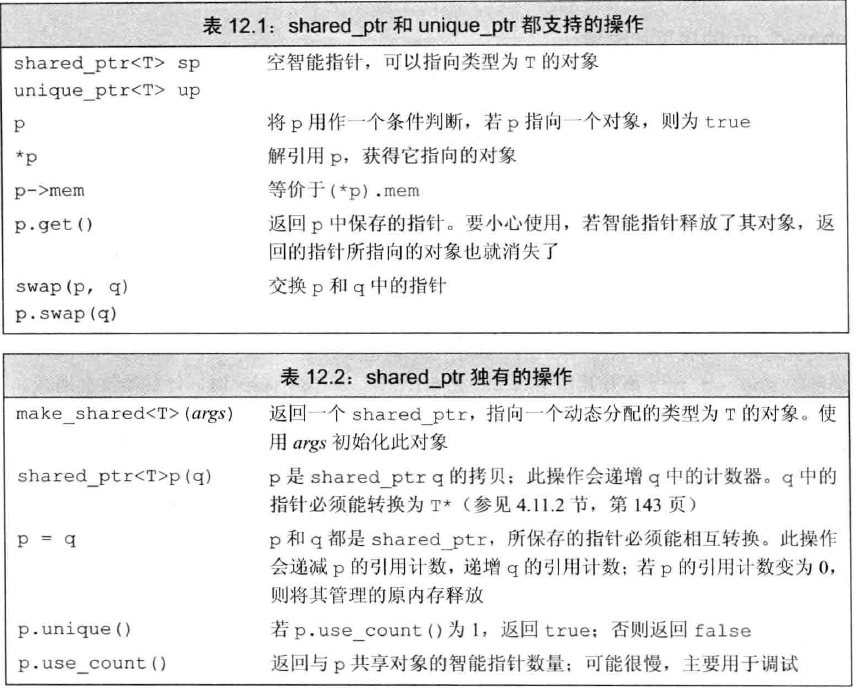 表 12.1：shared_ptr 和 unique_ptr 都支持的操作
shared_ptr<T> sp 空智能指针，可以指向类型为 T 的对象
unique_ptr<T> up
p 将 p 用作一个条件判断，若 p 指向一个对象，则为 true
*p 解引用 p，获得它指向的对象
p->mem 等价于(*p).mem
p.get() 返回 p 中保存的指针。要小心使用，若智能指针释放了其对象，返
回的指针所指向的对象也就消失了
swap(p, q) 交换 p 和 q 中的指针
p.swap(q)
表 12.2：shared_ptr 独有的操作
make_shared<T>(args) 返回一个 shared_ptr，指向一个动态分配的类型为 T 的对象。使
用 args 初始化此对象
shared_ptr<T>p(q) p 是 shared_ptr q 的拷贝；此操作会递增 q 中的计数器。q 中的
指针必须能转换为 T*（参见 4.11.2 节，第 143 页）
p = q p 和 q 都是 shared_ptr，所保存的指针必须能相互转换。此操作
会递减 p 的引用计数，递增 q 的引用计数；若 p 的引用计数变为 0，
则将其管理的原内存释放
p.unique() 若 p.use_count()为 1，返回 true；否则返回 false
p.use_count() 返回与 p 共享对象的智能指针数量；可能很慢，主要用于调试